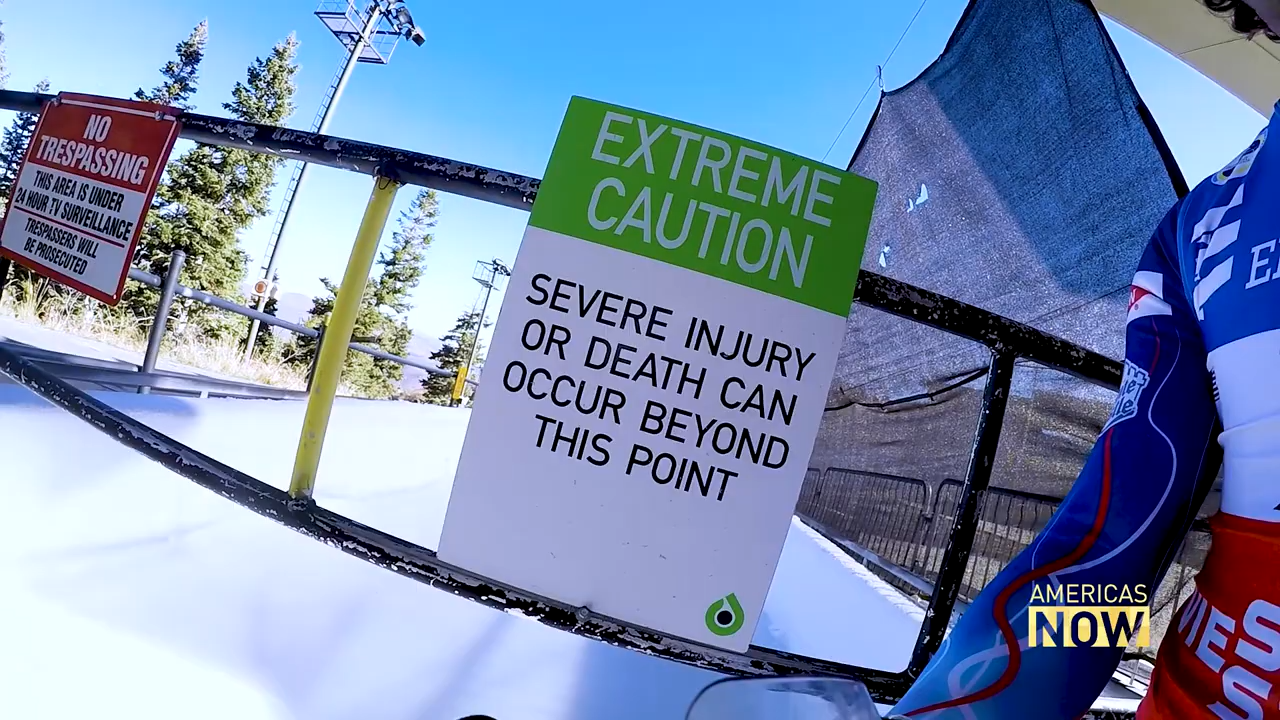 NO
TRESPASSING
THIS AREA IS UNDER
24 HOUR TV SURVEILLANCE
TRESPASSERS WILL
BE PROSECUTED
EXTREME
CAUTION
SEVERE INJURY
OR DEATH CAN
OCCUR BEYOND
THIS POINT
AMERICAS
NOW